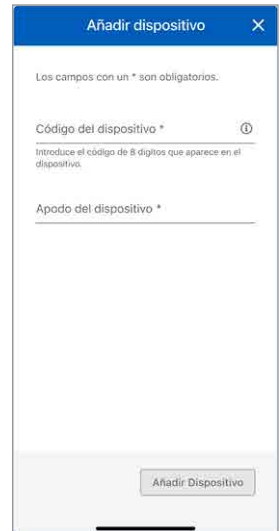 Añadir dispositivo
Los campos con un * son obligatorios.
Código del dispositivo *
Introduce el código de 8 dígitos que aparece en el
dispositivo.
Apodo del dispositivo *
Añadir Dispositivo